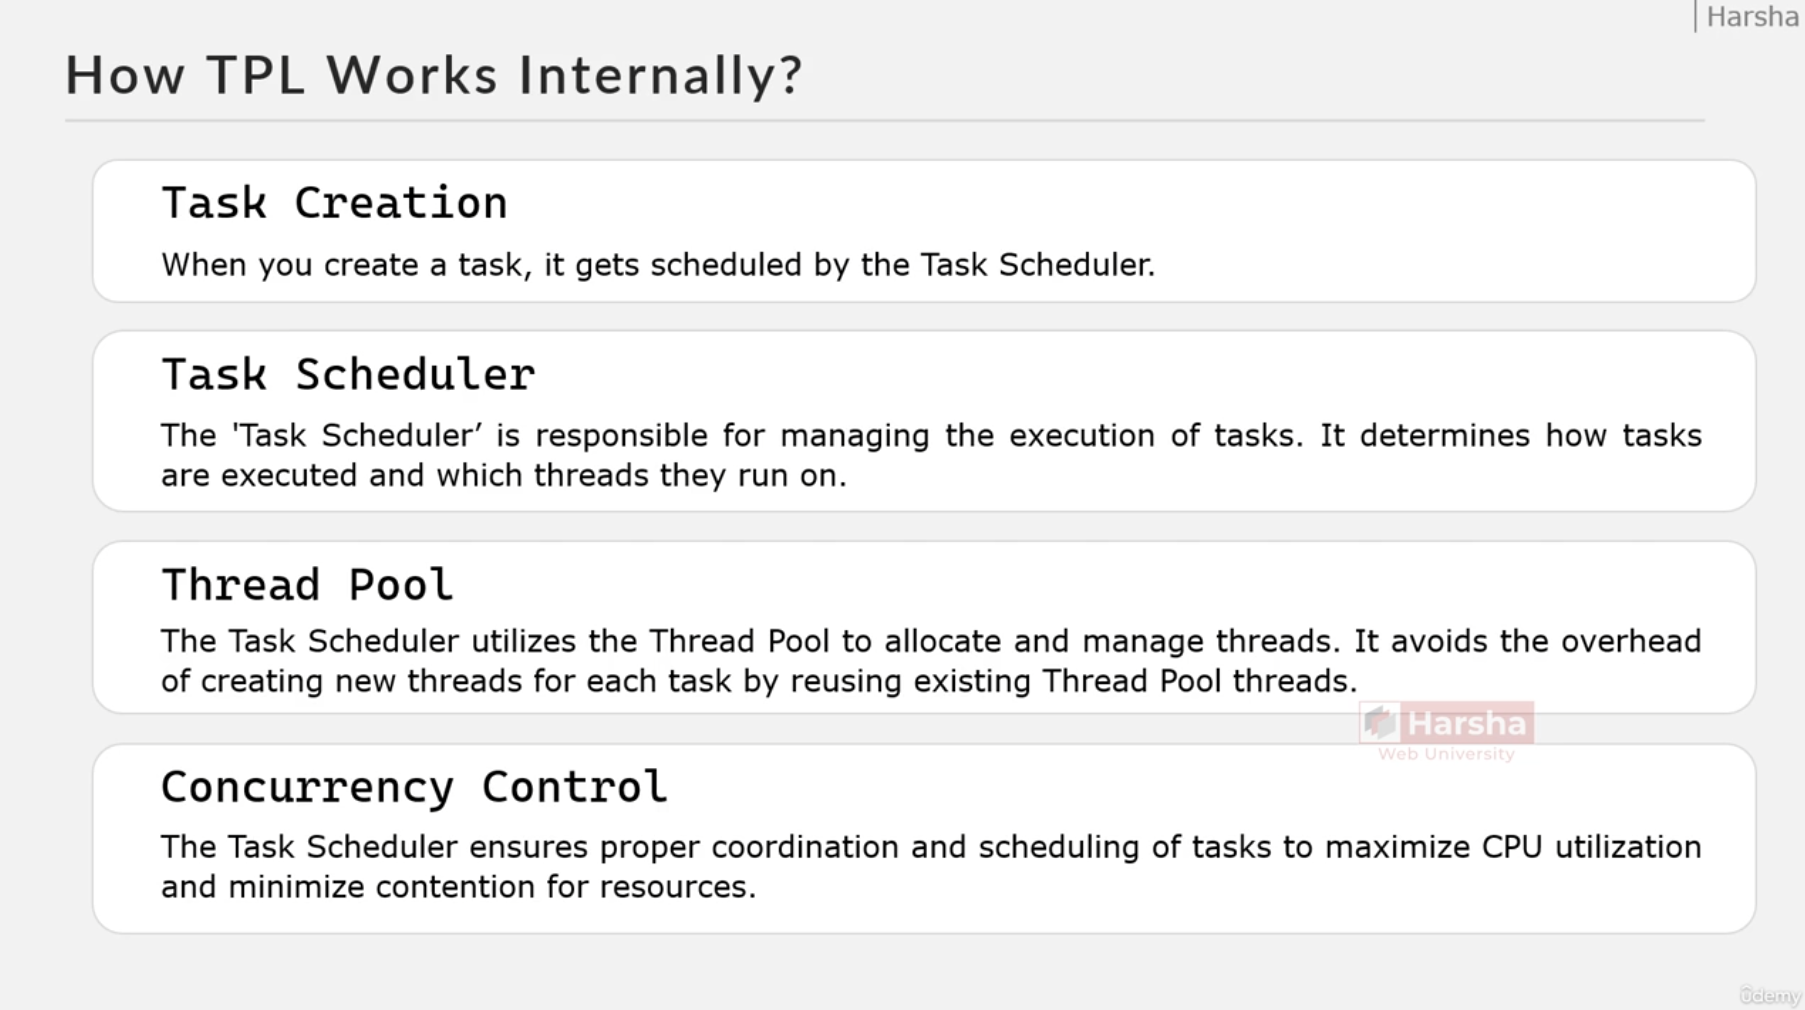 Harsha
How TPL Works Internally?
Task Creation
When you create a task, it gets scheduled by the Task Scheduler.
Task Scheduler
The 'Task Scheduler’ is responsible for managing the execution of tasks. It determines how tasks
are executed and which threads they run on.
Thread Pool
The Task Scheduler utilizes the Thread Pool to allocate and manage threads. It avoids the overhead
of creating new threads for each task by reusing existing Thread Pool threads.
Harsha
Web University
Concurrency Control
The Task Scheduler ensures proper coordination and scheduling of tasks to maximize CPU utilization
and minimize contention for resources.
ûdemy